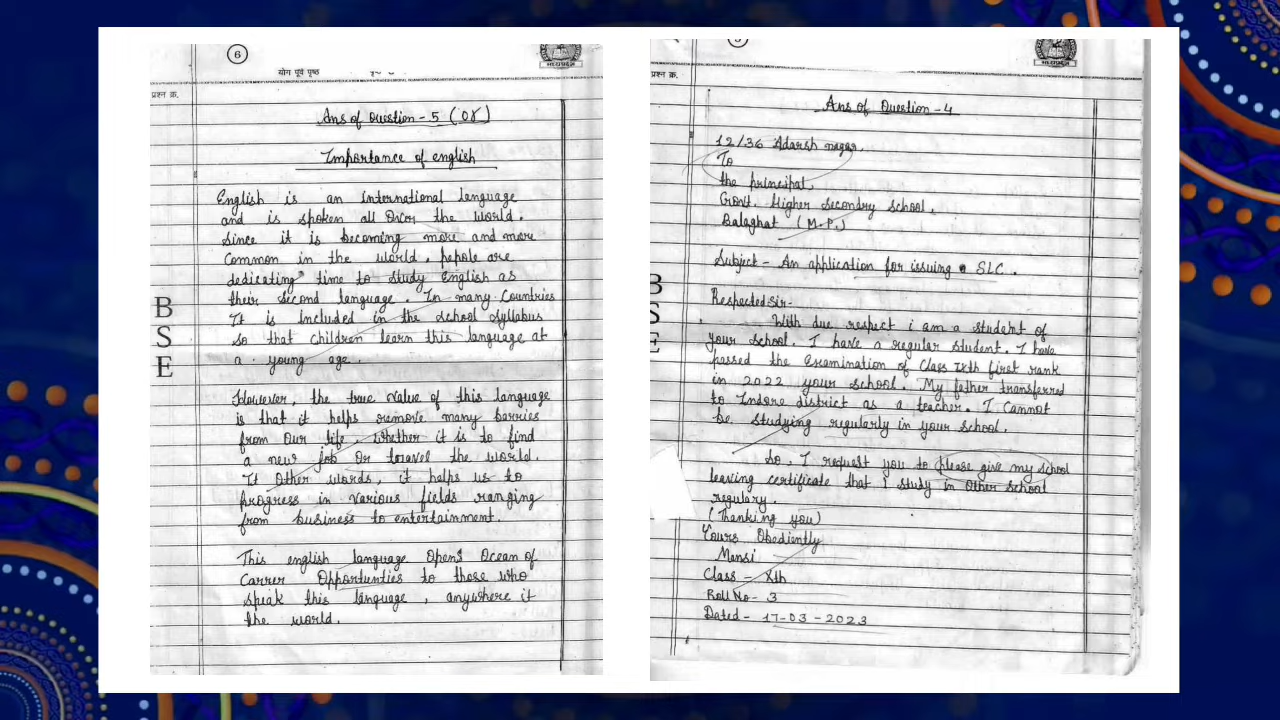 6
योग पूर्व पृष्ठ
प्रश्न क्र.
Ans of Question - 5 (OR)
Importance of english
English is an international language
and is spoken all over the world.
Since it is becoming more and more
Common in the world, pepole are
dedicating time to study English as
their second language. In many Countries
It is included in the school syllabus
so that children learn this language at
a young age
However, the true value of this language
is that it helps remove many barries
from our life, whether it is to find
a new job or travel the world.
It Other words, it helps us to
progress in various fields ranging
from business to entertainment.
This english language Opens Ocean of
Carrer Opportunties to those who
speak this language, anywhere it
the world.
B
S
E
मध्यप्रदेश
प्रश्न क्र.
Ans of Question - 4
12/36 Adarsh nagar,
To
the principal,
Govt. Higher Secondary School,
Balaghat (M.P.)
Subject - An application for issuing SLC.
Respected Sir-
With due respect i am a student of
your School. I have a regular student. I have
passed the Examination of Class IXth first rank
in 2022 your school. My father transferred
to Indore district as a teacher. I Cannot
be studying regularly in your School.
So, I request you to please give my school
leaving certificate that I study in other school
regulary.
(Thanking you)
Yours Obediently
Mansi
Class - Xth
Roll No - 3
Dated - 17-03-2023
B
S
E
मध्यप्रदेश